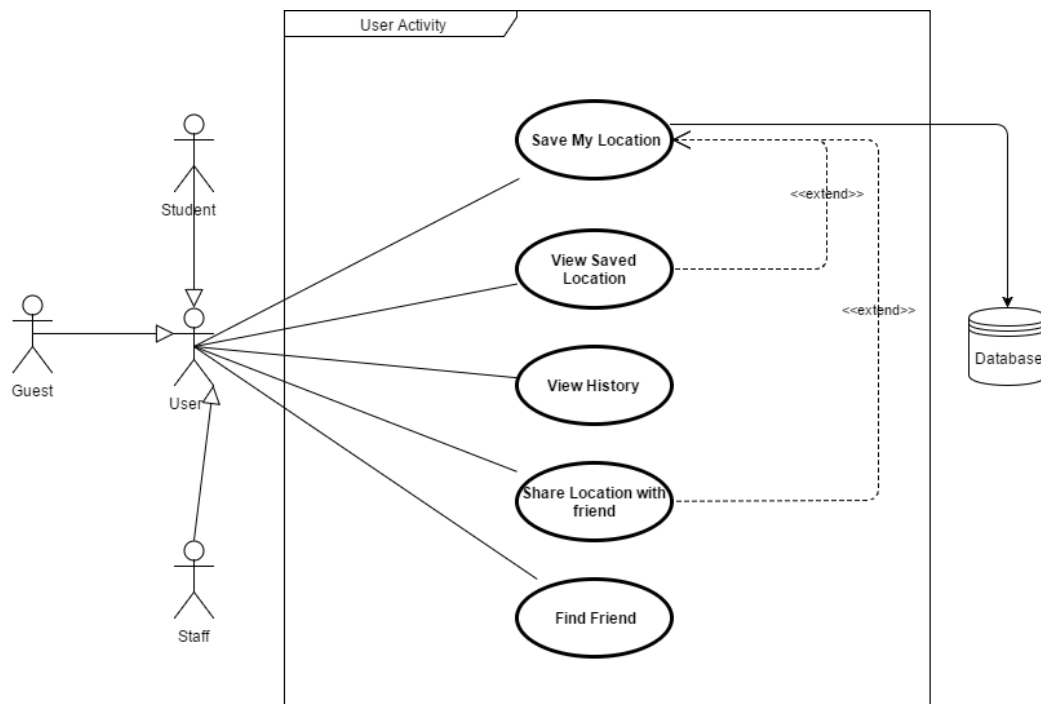 User Activity
Save My Location
Student
<<extend>>
View Saved
Location
Guest
User
<<extend>>
Database
View History
Share Location with
friend
Staff
Find Friend